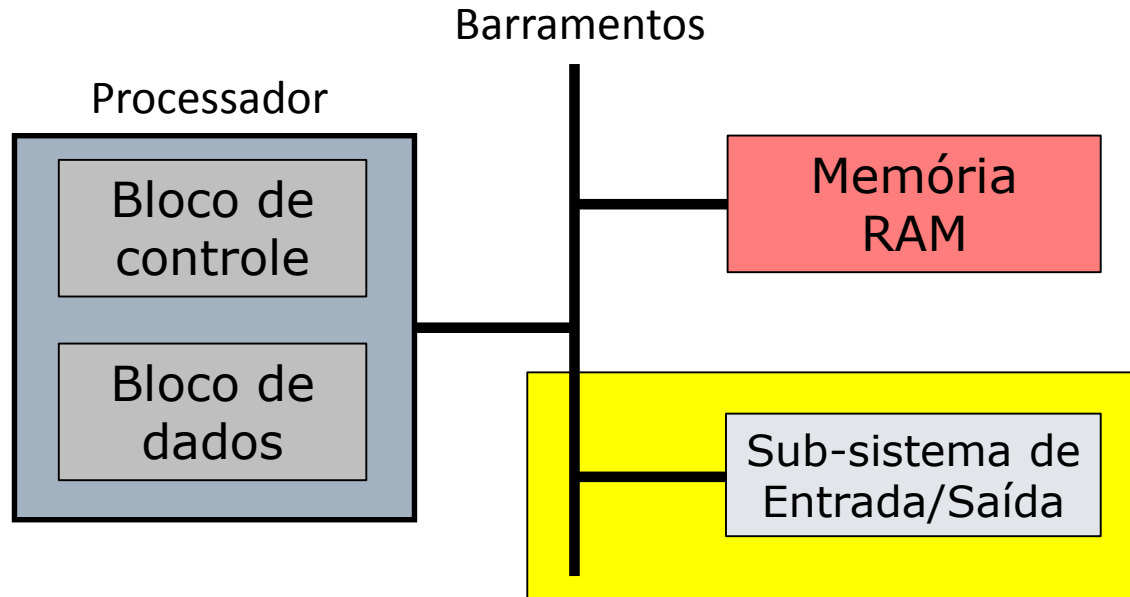 Barramentos
Processador
Bloco de
controle
Bloco de
dados
Memória
RAM
Sub-sistema de
Entrada/Saída